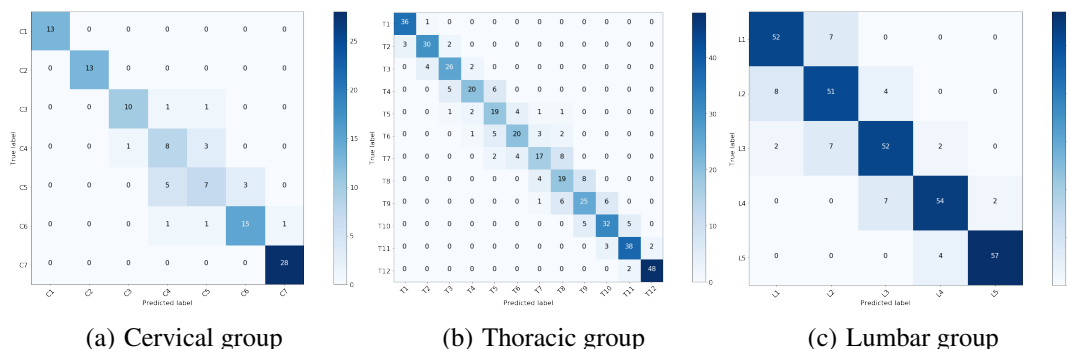 C1 13 0 0 0 0 0 0
C2 0 13 0 0 0 0 0
C3 0 0 10 1 1 0 0
C4 0 0 1 8 3 0 0
C5 0 0 0 5 7 3 0
C6 0 0 0 1 1 15 1
C7 0 0 0 0 0 0 28
True label
C1 C2 C3 C4 C5 C6 C7
Predicted label
25
20
15
10
5
0
T1 36 1 0 0 0 0 0 0 0 0 0 0
T2 3 30 2 0 0 0 0 0 0 0 0 0
T3 0 4 26 2 0 0 0 0 0 0 0 0
T4 0 0 5 20 6 0 0 0 0 0 0 0
T5 0 0 1 2 19 4 1 1 0 0 0 0
T6 0 0 0 1 5 20 3 2 0 0 0 0
T7 0 0 0 0 2 4 17 8 0 0 0 0
T8 0 0 0 0 0 0 4 19 8 0 0 0
T9 0 0 0 0 0 0 1 6 25 6 0 0
T10 0 0 0 0 0 0 0 0 5 32 5 0
T11 0 0 0 0 0 0 0 0 0 3 38 2
T12 0 0 0 0 0 0 0 0 0 0 2 48
True label
T1 T2 T3 T4 T5 T6 T7 T8 T9 T10 T11 T12
Predicted label
40
30
20
10
0
L1 52 7 0 0 0
L2 8 51 4 0 0
L3 2 7 52 2 0
L4 0 0 7 54 2
L5 0 0 0 4 57
True label
L1 L2 L3 L4 L5
Predicted label
(a) Cervical group
(b) Thoracic group
(c) Lumbar group